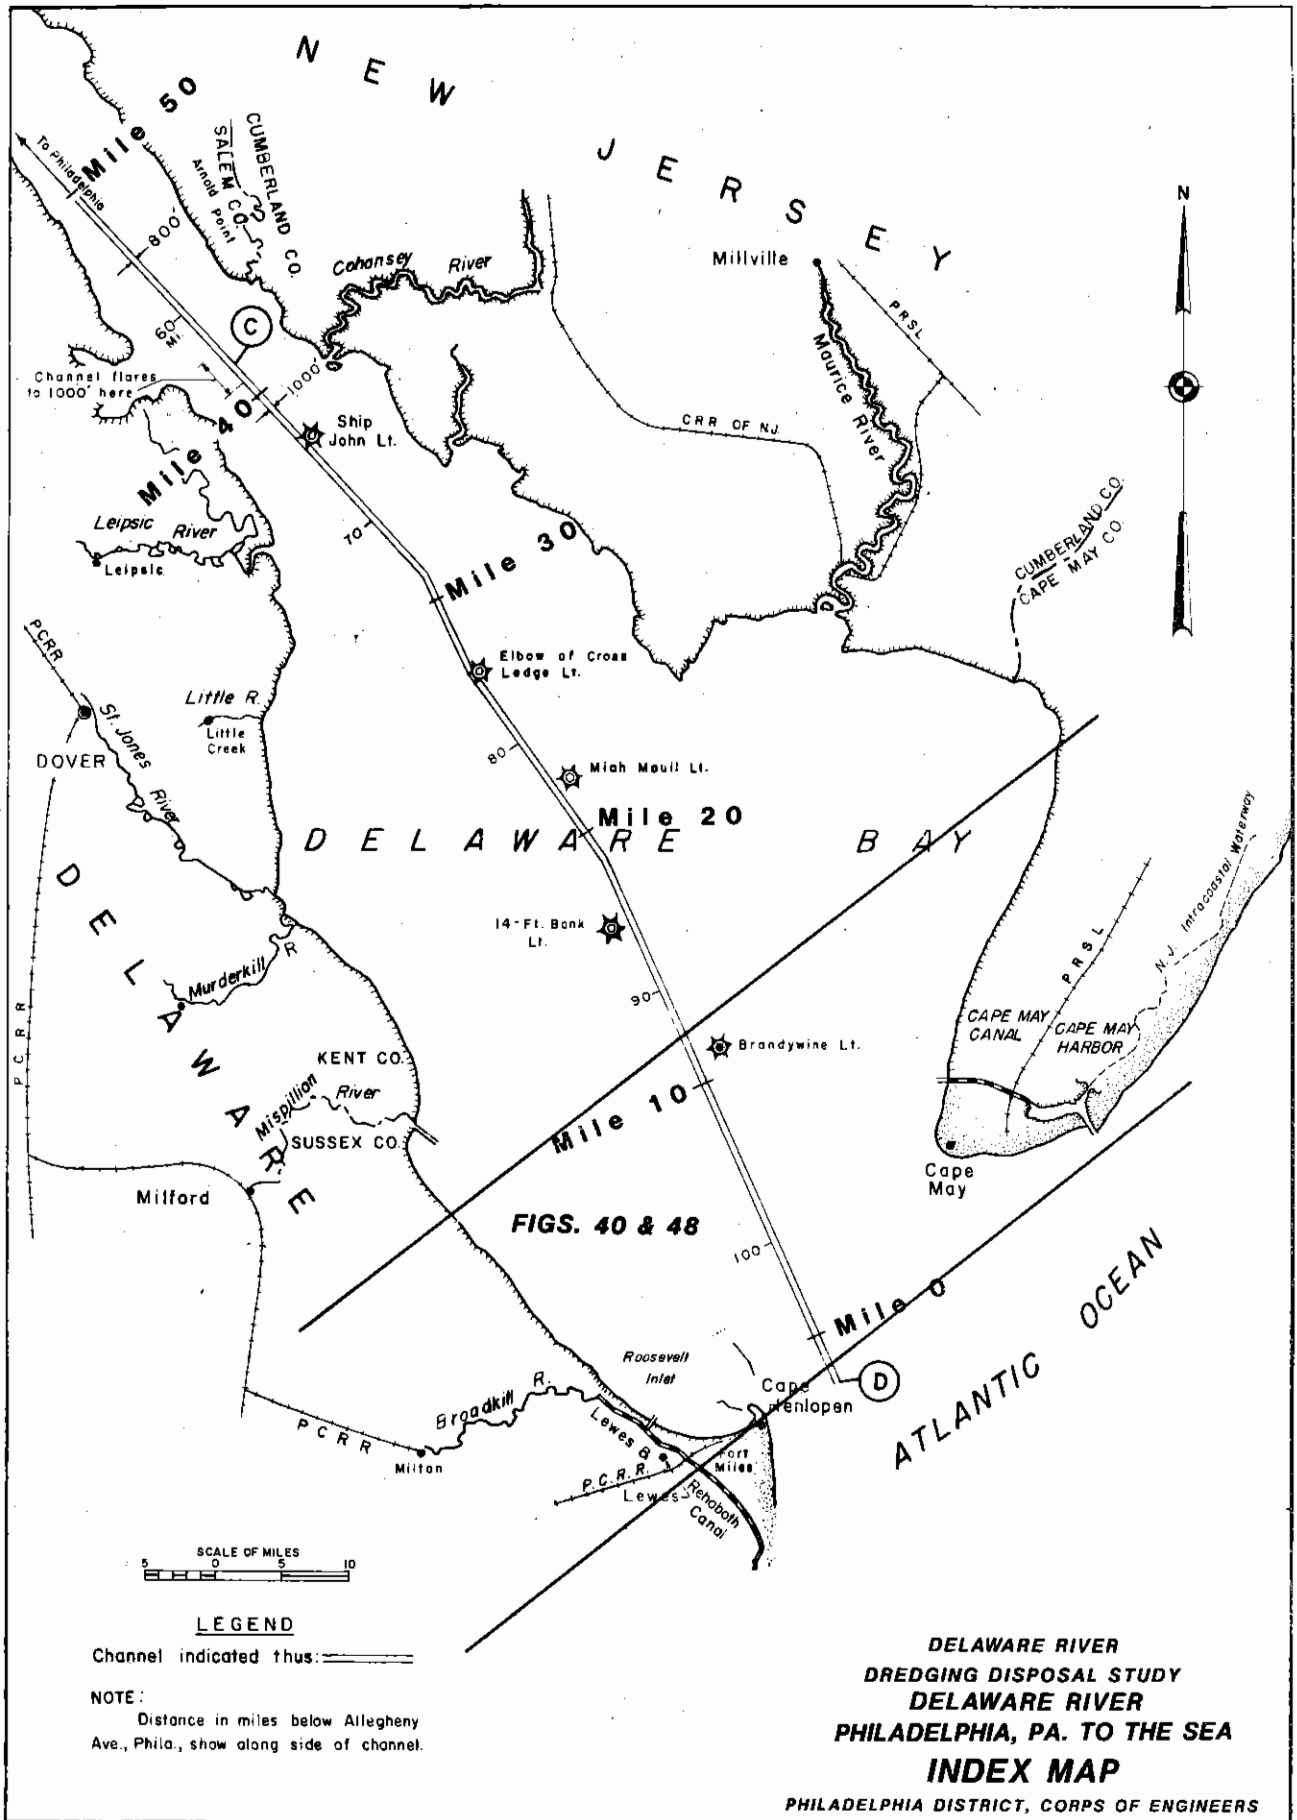 NEW
JERSEY
Mile 50
To Philadelphia
CUMBERLAND CO.
SALEM CO.
Arnold Point
800'
Cohansey River
Millville
PRSL
Maurice River
N
60
Mi.
C
Channel flares
to 1000' here
1000'
Mile 40
Ship
John Lt.
CRR OF N.J.
Leipsic River
Leipsic
70
Mile 30
CUMBERLAND CO.
CAPE MAY CO.
PCRR
Elbow of Cross
Ledge Lt.
Little R.
Little
Creek
St. Jones River
DOVER
80
Miah Maull Lt.
Mile 20
DELAWARE BAY
N.J. Intracoastal Waterway
DELAWARE
14-Ft. Bank
Lt.
Murderkill R.
90
PRSL
CAPE MAY
CANAL
CAPE MAY
HARBOR
PCRR
Brandywine Lt.
KENT CO.
Mispillion River
SUSSEX CO.
Mile 10
Cape
May
Milford
FIGS. 40 & 48
100
Mile 0
ATLANTIC OCEAN
Roosevelt
Inlet
Cape
Henlopen
D
Broadkill R.
PCRR
Milton
Lewes &
Rehoboth
Canal
Fort
Miles
P.C.R.R.
Lewes
SCALE OF MILES
5 0 5 10
LEGEND
Channel indicated thus:
NOTE:
Distance in miles below Allegheny
Ave., Phila., show along side of channel.
DELAWARE RIVER
DREDGING DISPOSAL STUDY
DELAWARE RIVER
PHILADELPHIA, PA. TO THE SEA
INDEX MAP
PHILADELPHIA DISTRICT, CORPS OF ENGINEERS